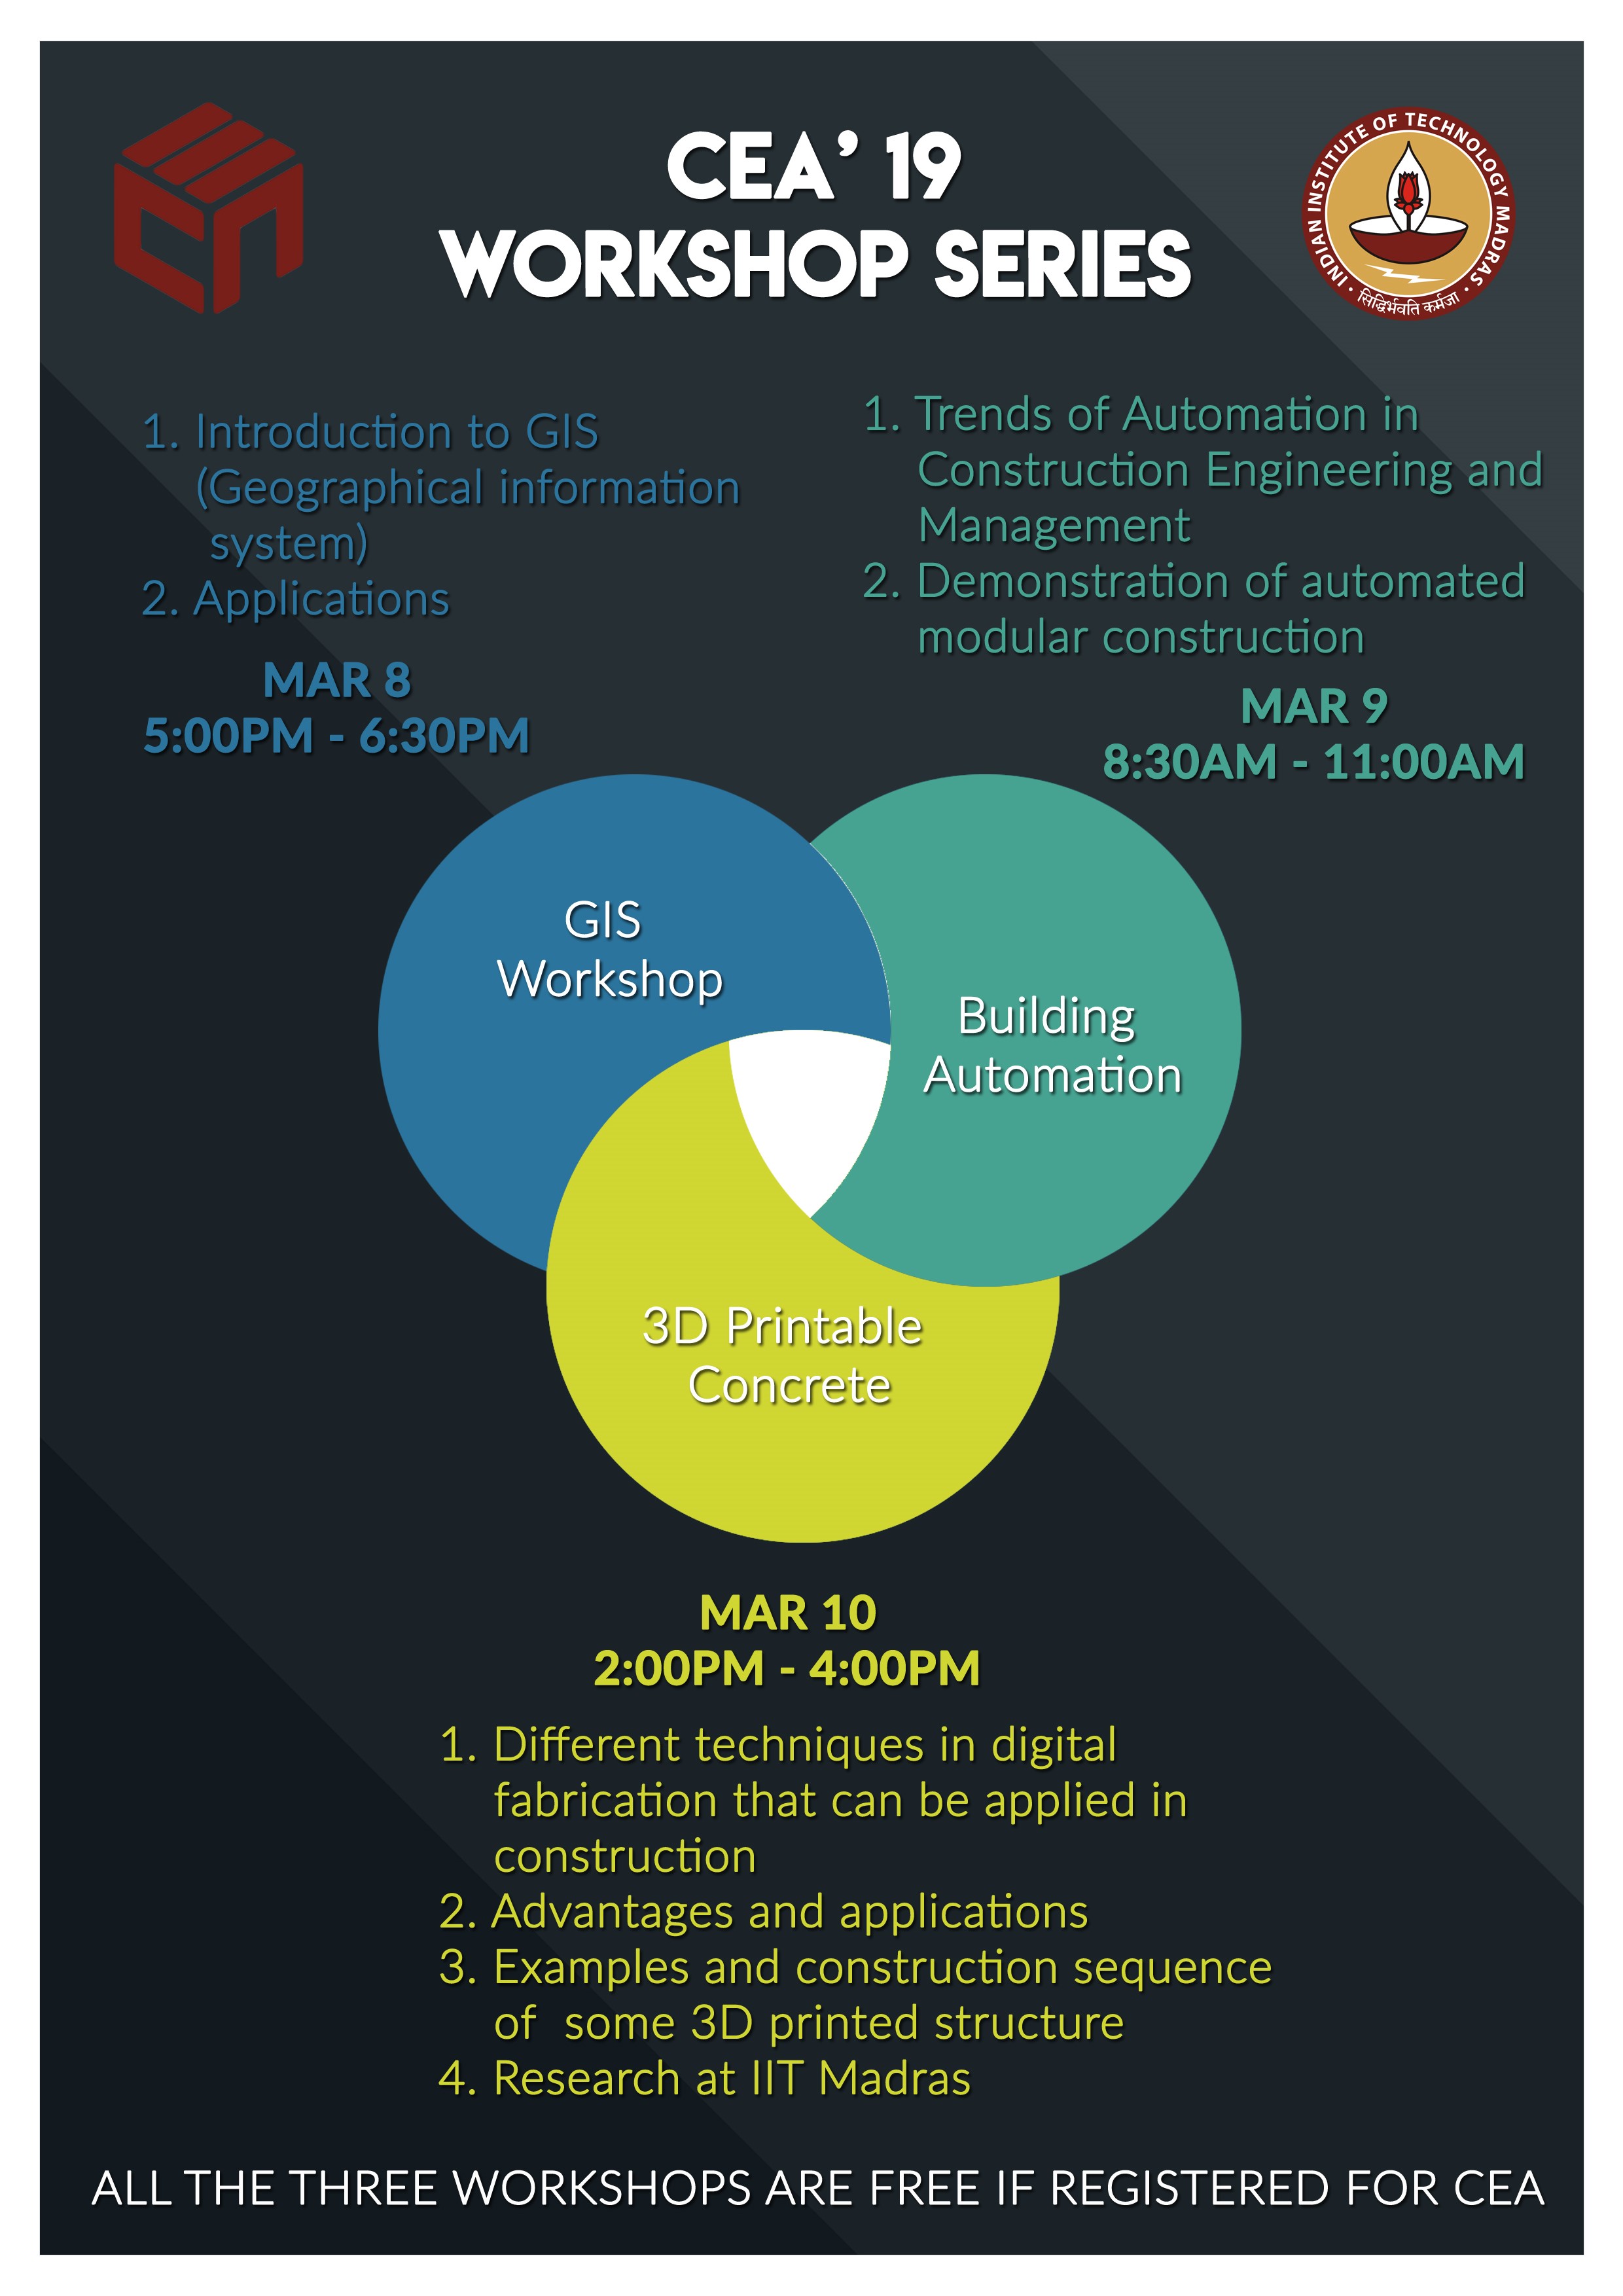 CEA' 19
WORKSHOP SERIES
INDIAN INSTITUTE OF TECHNOLOGY MADRAS
सिद्धिर्भवति कर्मजा
1. Introduction to GIS
(Geographical information
system)
2. Applications
MAR 8
5:00PM - 6:30PM
1. Trends of Automation in
Construction Engineering and
Management
2. Demonstration of automated
modular construction
MAR 9
8:30AM - 11:00AM
GIS
Workshop
Building
Automation
3D Printable
Concrete
MAR 10
2:00PM - 4:00PM
1. Different techniques in digital
fabrication that can be applied in
construction
2. Advantages and applications
3. Examples and construction sequence
of some 3D printed structure
4. Research at IIT Madras
ALL THE THREE WORKSHOPS ARE FREE IF REGISTERED FOR CEA